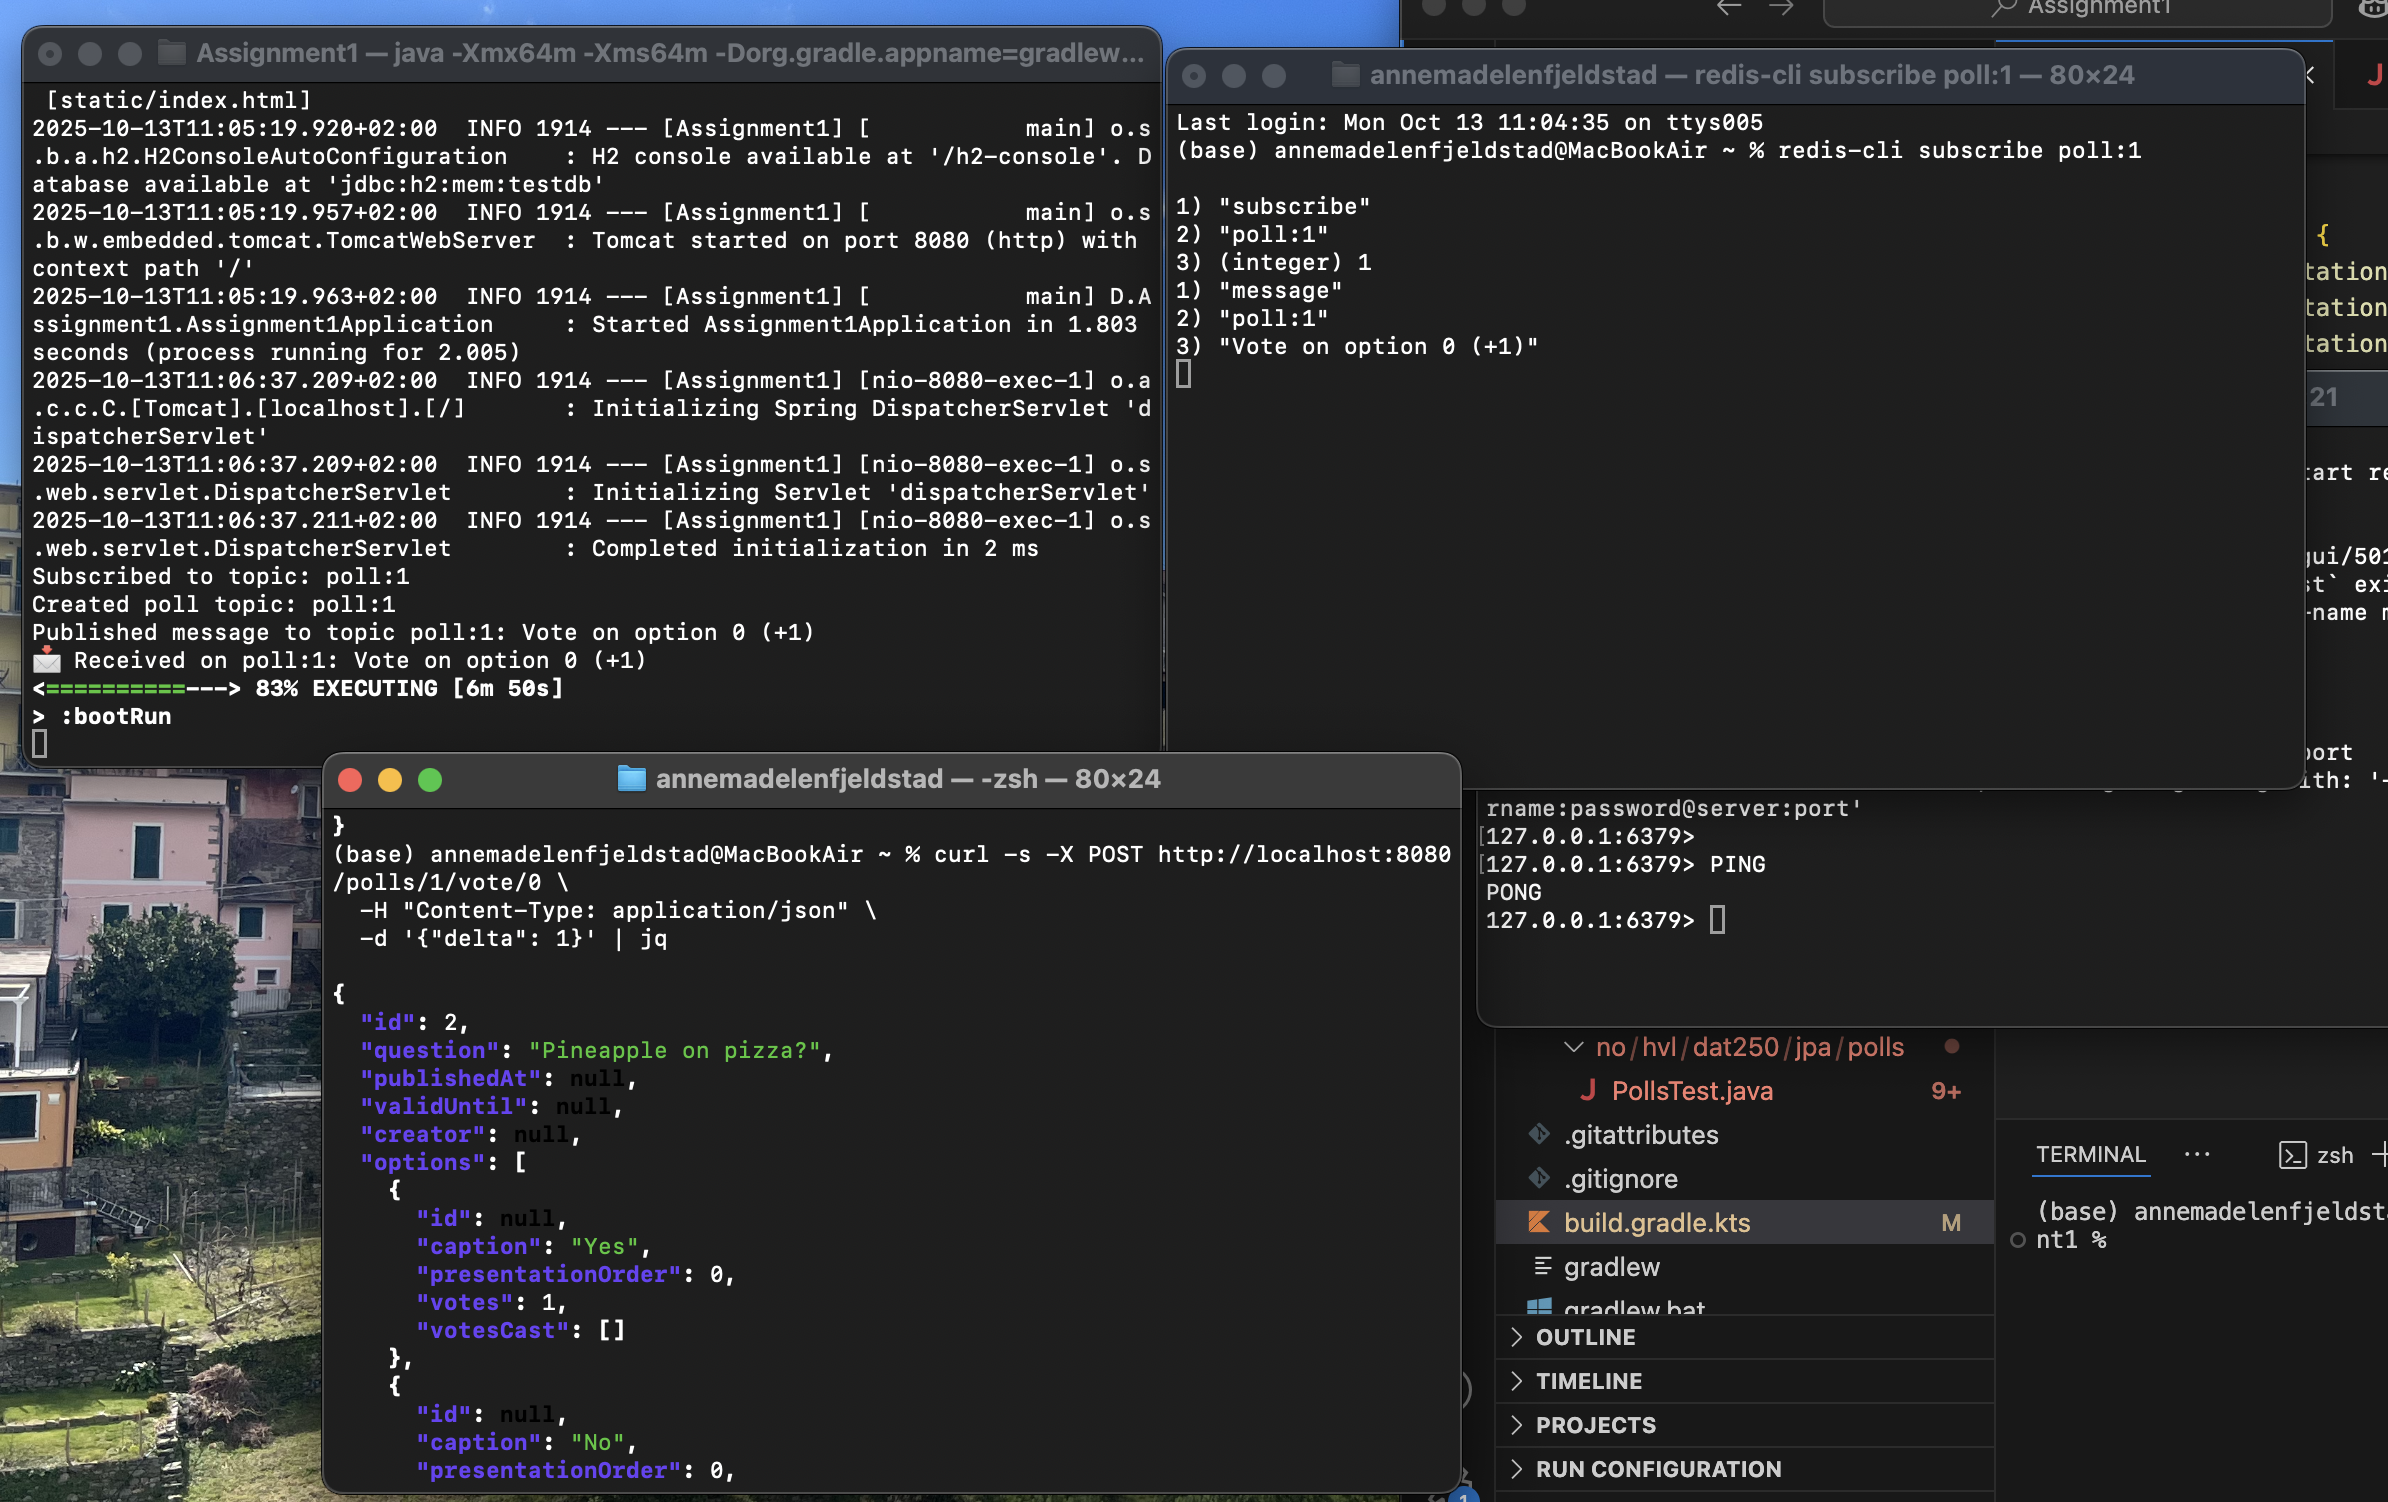 Assignment1 — java -Xmx64m -Xms64m -Dorg.gradle.appname=gradlew...
[static/index.html]
2025-10-13T11:05:19.920+02:00  INFO 1914 --- [Assignment1] [           main] o.s
.b.a.h2.H2ConsoleAutoConfiguration    : H2 console available at '/h2-console'. D
atabase available at 'jdbc:h2:mem:testdb'
2025-10-13T11:05:19.957+02:00  INFO 1914 --- [Assignment1] [           main] o.s
.b.w.embedded.tomcat.TomcatWebServer  : Tomcat started on port 8080 (http) with
context path '/'
2025-10-13T11:05:19.963+02:00  INFO 1914 --- [Assignment1] [           main] D.A
ssignment1.Assignment1Application     : Started Assignment1Application in 1.803
seconds (process running for 2.005)
2025-10-13T11:06:37.209+02:00  INFO 1914 --- [Assignment1] [nio-8080-exec-1] o.a
.c.c.C.[Tomcat].[localhost].[/]       : Initializing Spring DispatcherServlet 'd
ispatcherServlet'
2025-10-13T11:06:37.209+02:00  INFO 1914 --- [Assignment1] [nio-8080-exec-1] o.s
.web.servlet.DispatcherServlet        : Initializing Servlet 'dispatcherServlet'
2025-10-13T11:06:37.211+02:00  INFO 1914 --- [Assignment1] [nio-8080-exec-1] o.s
.web.servlet.DispatcherServlet        : Completed initialization in 2 ms
Subscribed to topic: poll:1
Created poll topic: poll:1
Published message to topic poll:1: Vote on option 0 (+1)
📩 Received on poll:1: Vote on option 0 (+1)
<==========---> 83% EXECUTING [6m 50s]
> :bootRun
annemadelenfjeldstad — redis-cli subscribe poll:1 — 80×24
Last login: Mon Oct 13 11:04:35 on ttys005
(base) annemadelenfjeldstad@MacBookAir ~ % redis-cli subscribe poll:1
1) "subscribe"
2) "poll:1"
3) (integer) 1
1) "message"
2) "poll:1"
3) "Vote on option 0 (+1)"
Assignment1
{
tation
tation
tation
21
art re
gui/501
st` exi
-name m
port
ith: '-
rname:password@server:port'
[127.0.0.1:6379>
[127.0.0.1:6379> PING
PONG
127.0.0.1:6379>
annemadelenfjeldstad — -zsh — 80×24
}
(base) annemadelenfjeldstad@MacBookAir ~ % curl -s -X POST http://localhost:8080
/polls/1/vote/0 \
-H "Content-Type: application/json" \
-d '{"delta": 1}' | jq
{
"id": 2,
"question": "Pineapple on pizza?",
"publishedAt": null,
"validUntil": null,
"creator": null,
"options": [
{
"id": null,
"caption": "Yes",
"presentationOrder": 0,
"votes": 1,
"votesCast": []
},
{
"id": null,
"caption": "No",
"presentationOrder": 0,
no/hvl/dat250/jpa/polls
J PollsTest.java 9+
.gitattributes
.gitignore
build.gradle.kts M
gradlew
gradlew.bat
OUTLINE
TIMELINE
PROJECTS
RUN CONFIGURATION
1
TERMINAL ··· zsh +
(base) annemadelenfjeldst
nt1 %